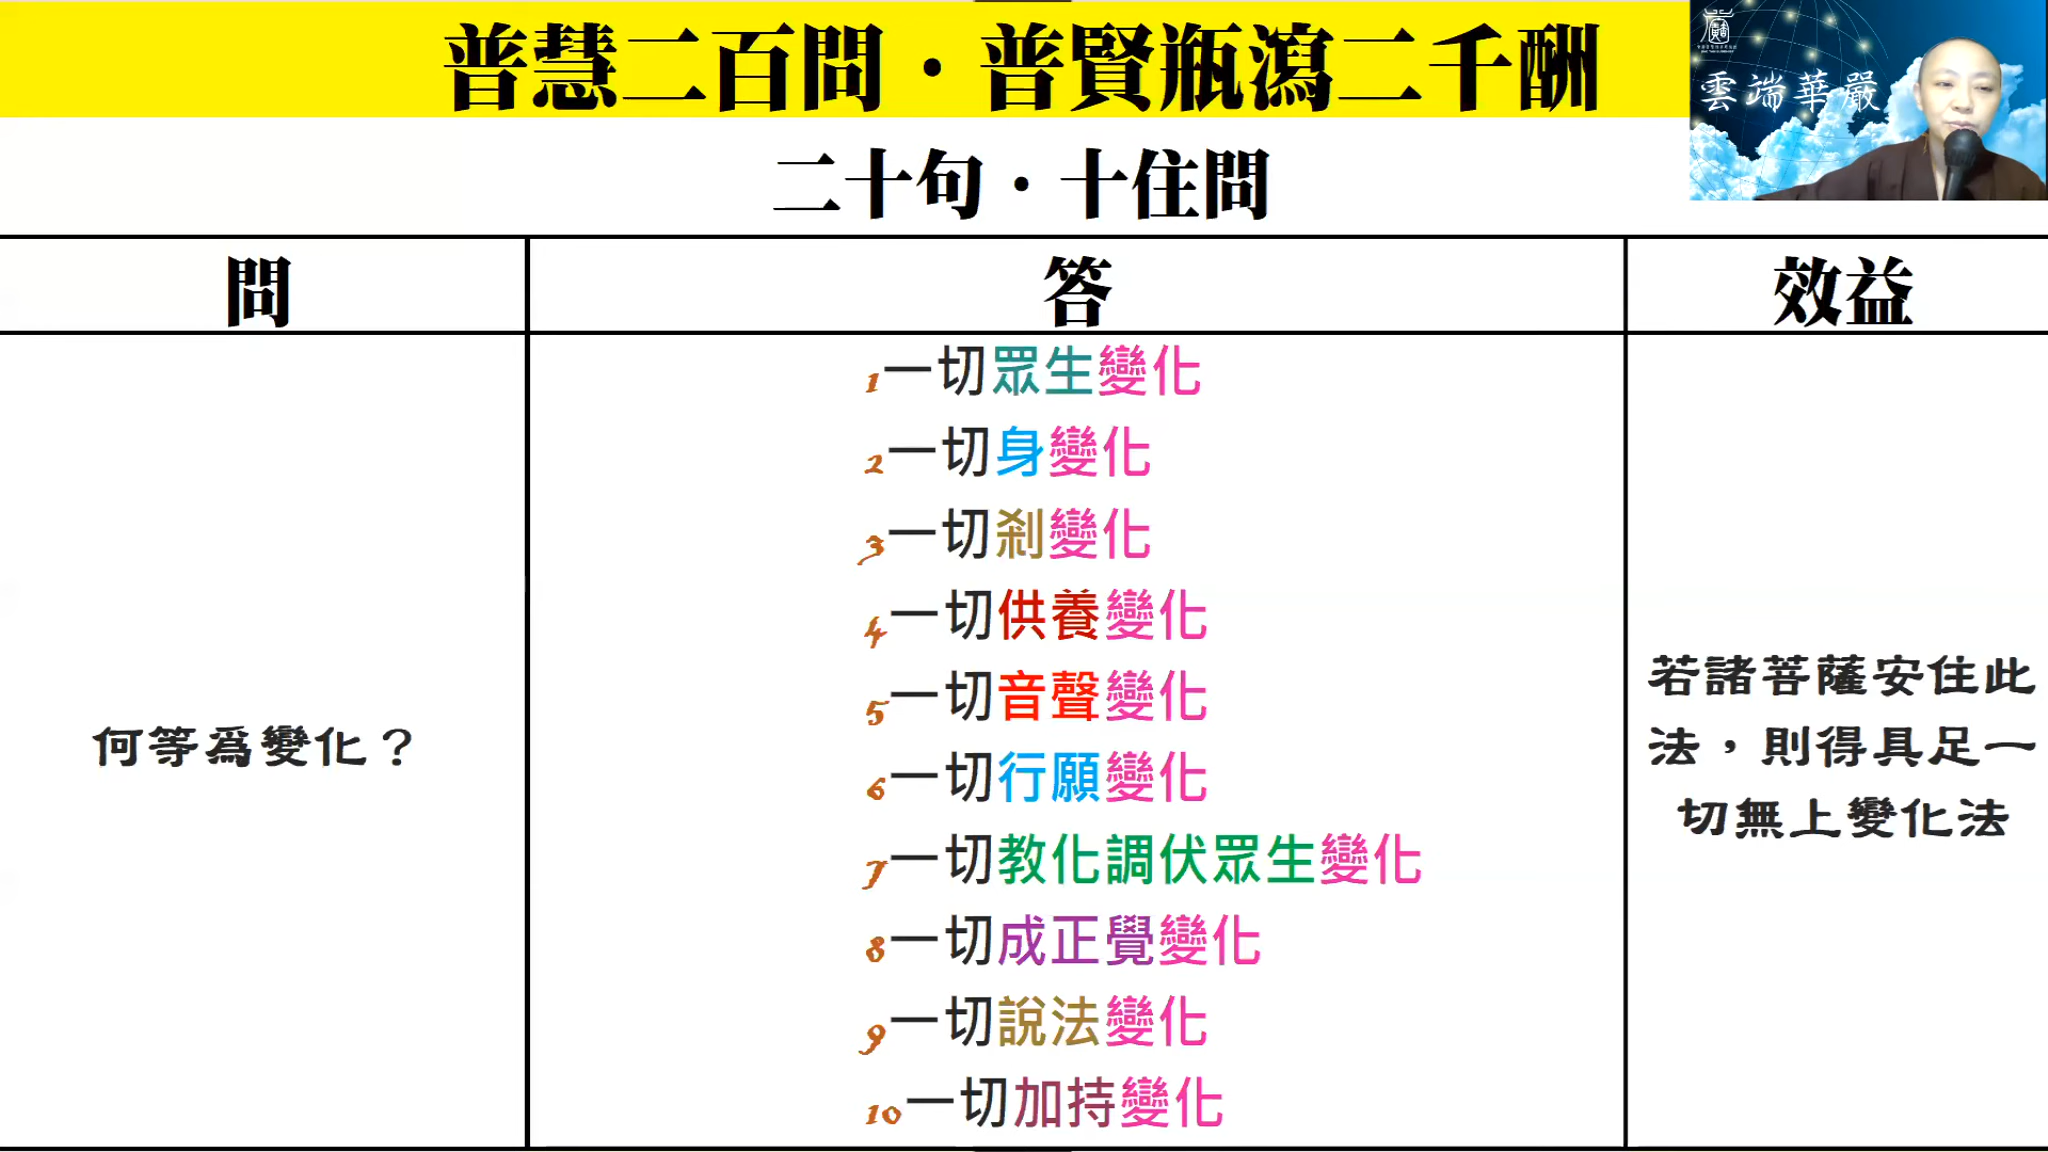 普慧二百問・普賢瓶瀉二千酬
雲端華嚴
二十句・十住問
問
答
效益
何等為變化？
1一切眾生變化
2一切身變化
3一切剎變化
4一切供養變化
5一切音聲變化
6一切行願變化
7一切教化調伏眾生變化
8一切成正覺變化
9一切說法變化
10一切加持變化
若諸菩薩安住此
法，則得具足一
切無上變化法